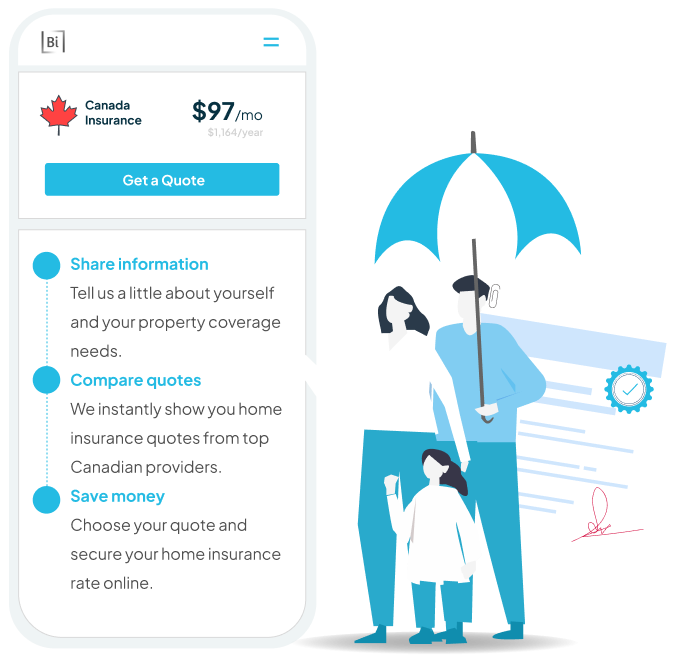 Bi
Canada
Insurance
$97/mo
$1,164/year
Get a Quote
Share information
Tell us a little about yourself
and your property coverage
needs.
Compare quotes
We instantly show you home
insurance quotes from top
Canadian providers.
Save money
Choose your quote and
secure your home insurance
rate online.